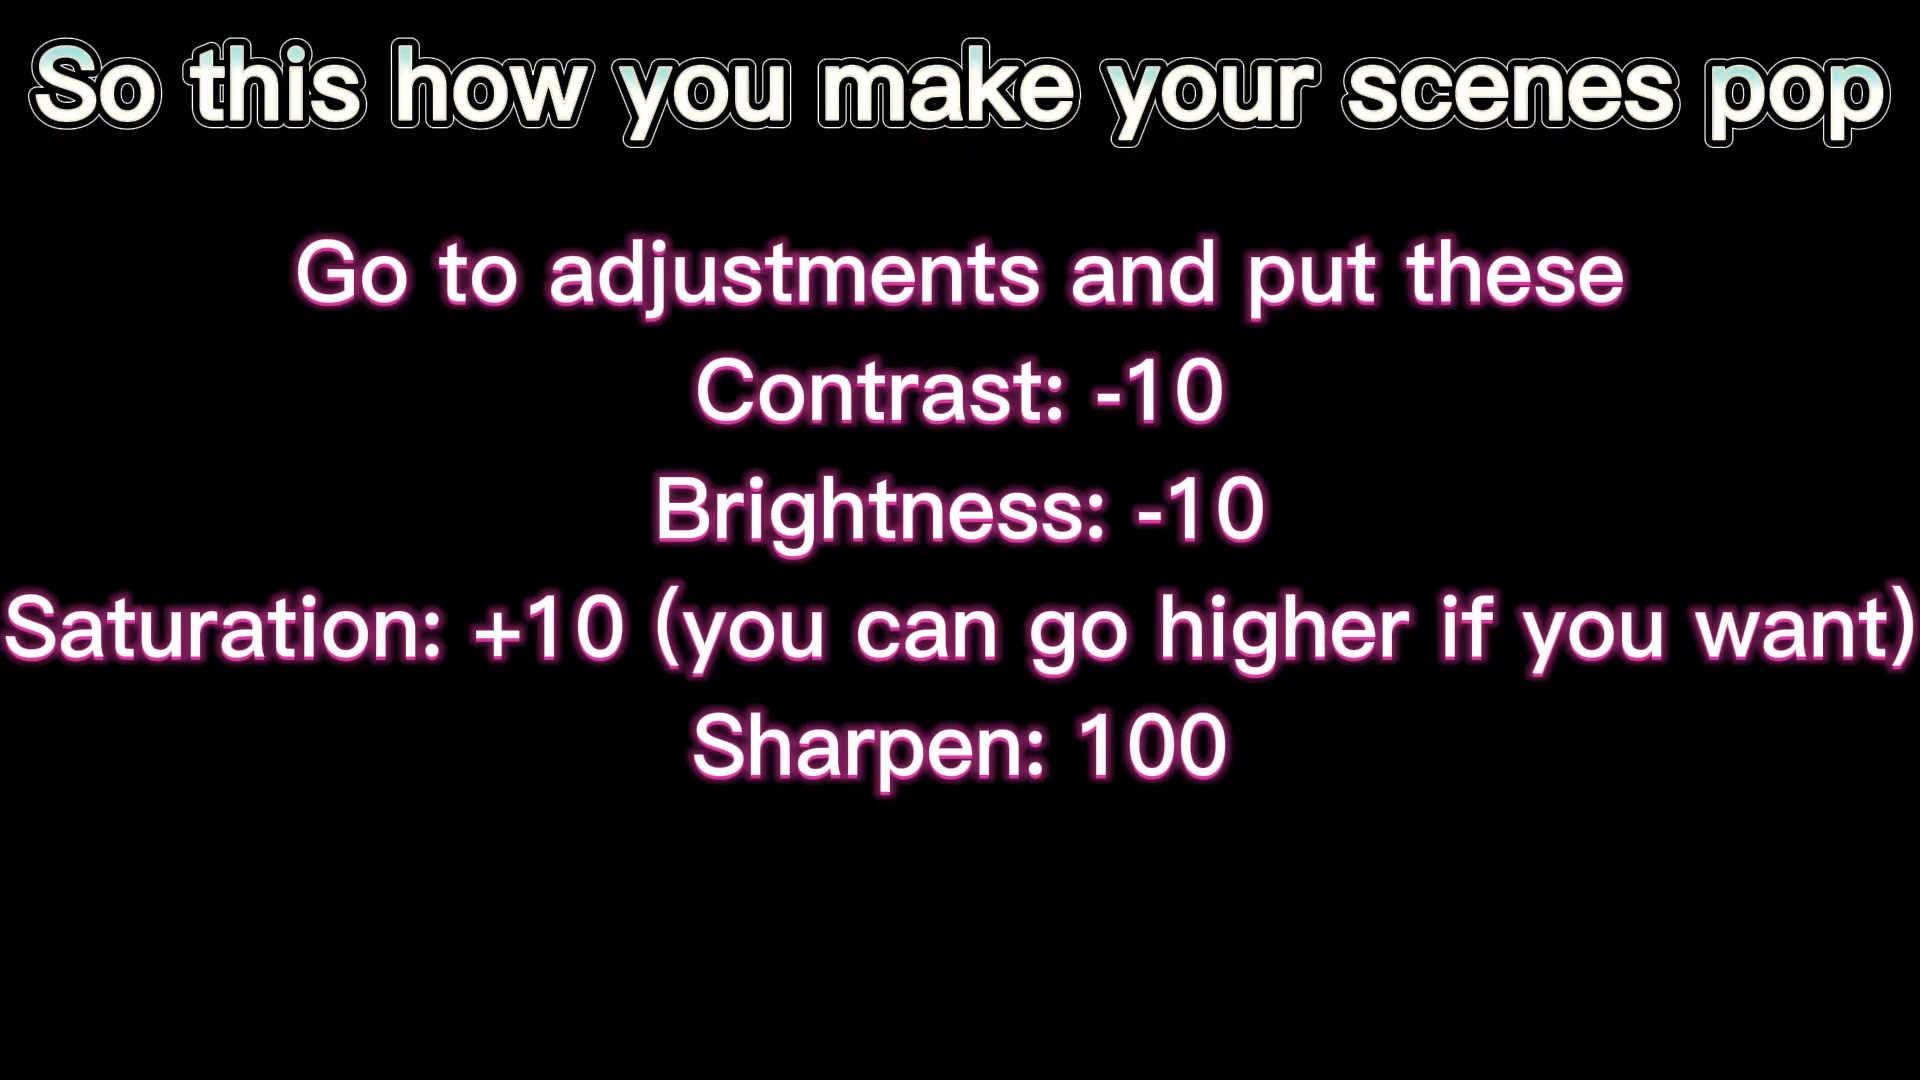 So this how you make your scenes pop
Go to adjustments and put these
Contrast: -10
Brightness: -10
Saturation: +10 (you can go higher if you want)
Sharpen: 100